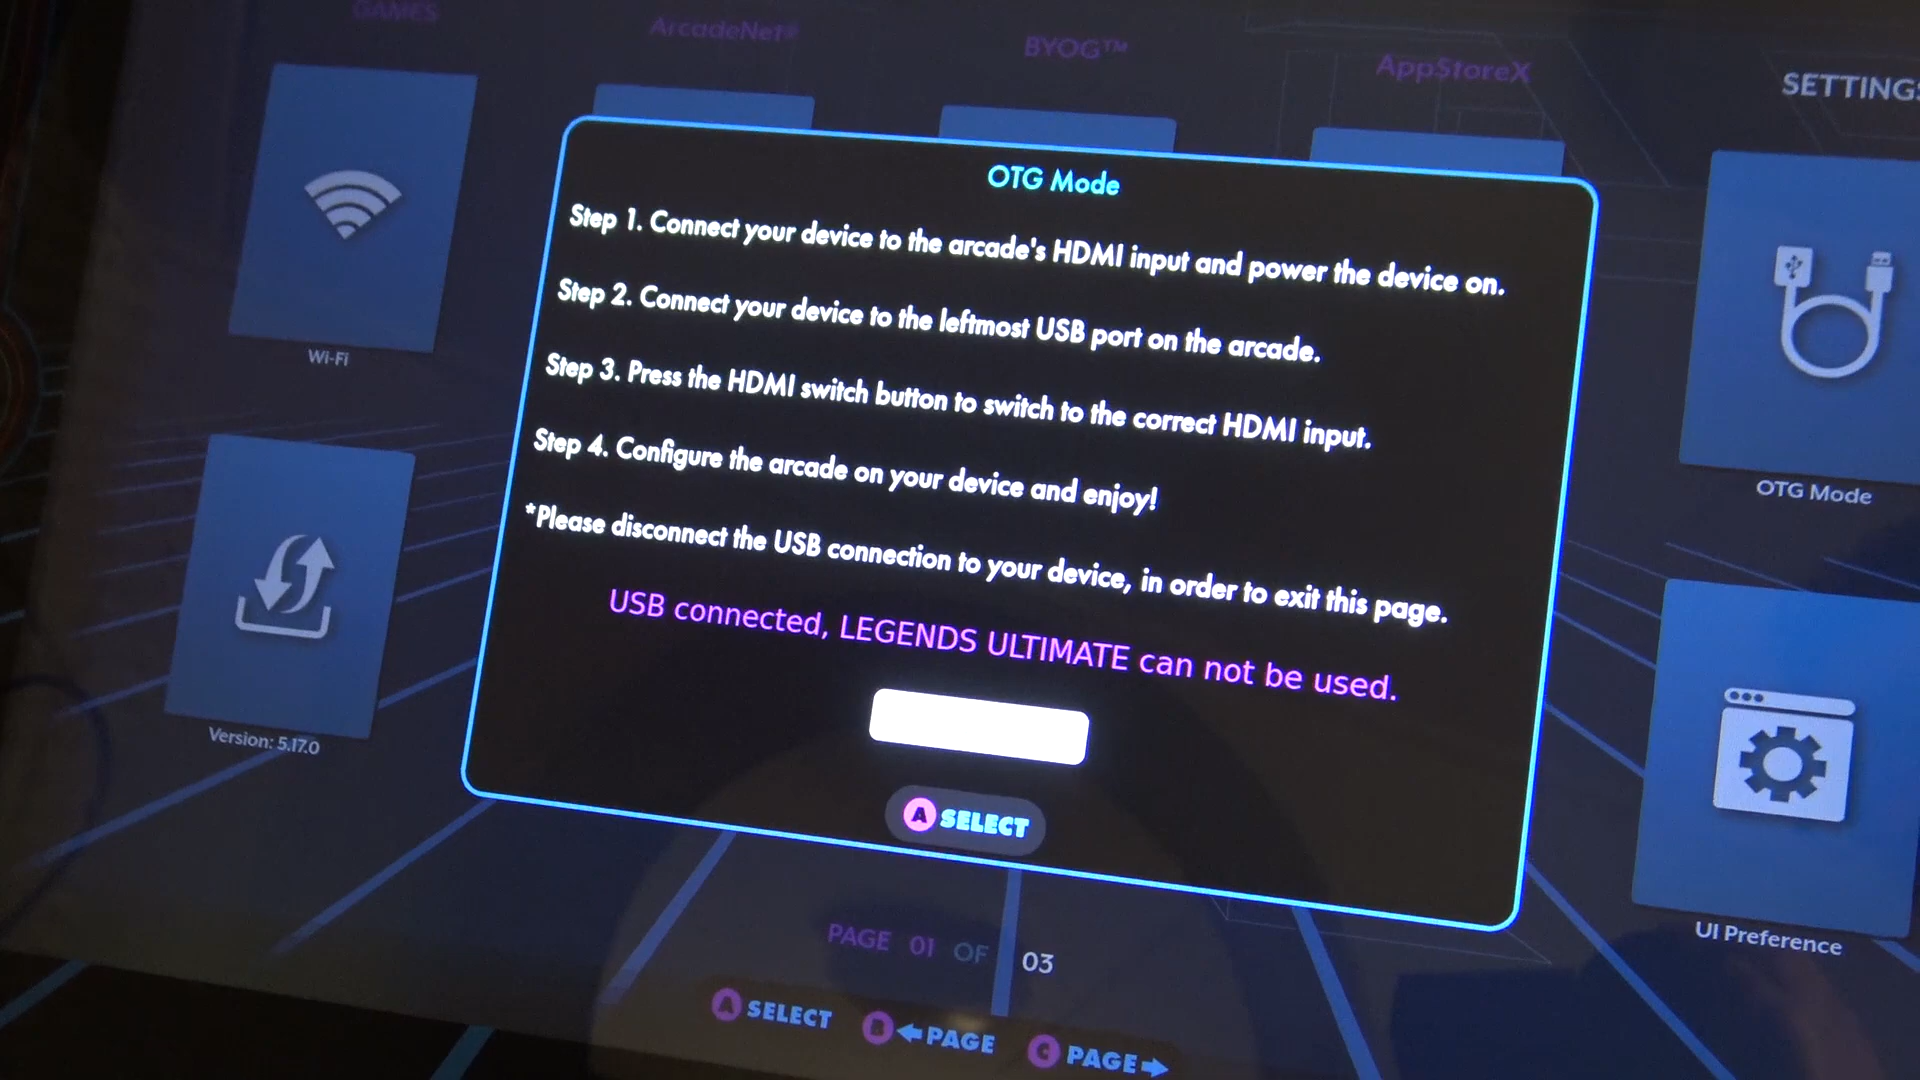 GAMES
ArcadeNet®
BYOG™
AppStoreX
SETTINGS
OTG Mode
Step 1. Connect your device to the arcade's HDMI input and power the device on.
Step 2. Connect your device to the leftmost USB port on the arcade.
Step 3. Press the HDMI switch button to switch to the correct HDMI input.
Step 4. Configure the arcade on your device and enjoy!
*Please disconnect the USB connection to your device, in order to exit this page.
USB connected, LEGENDS ULTIMATE can not be used.
A SELECT
Wi-Fi
OTG Mode
Version: 5.17.0
UI Preference
PAGE 01 OF 03
A SELECT B PAGE C PAGE